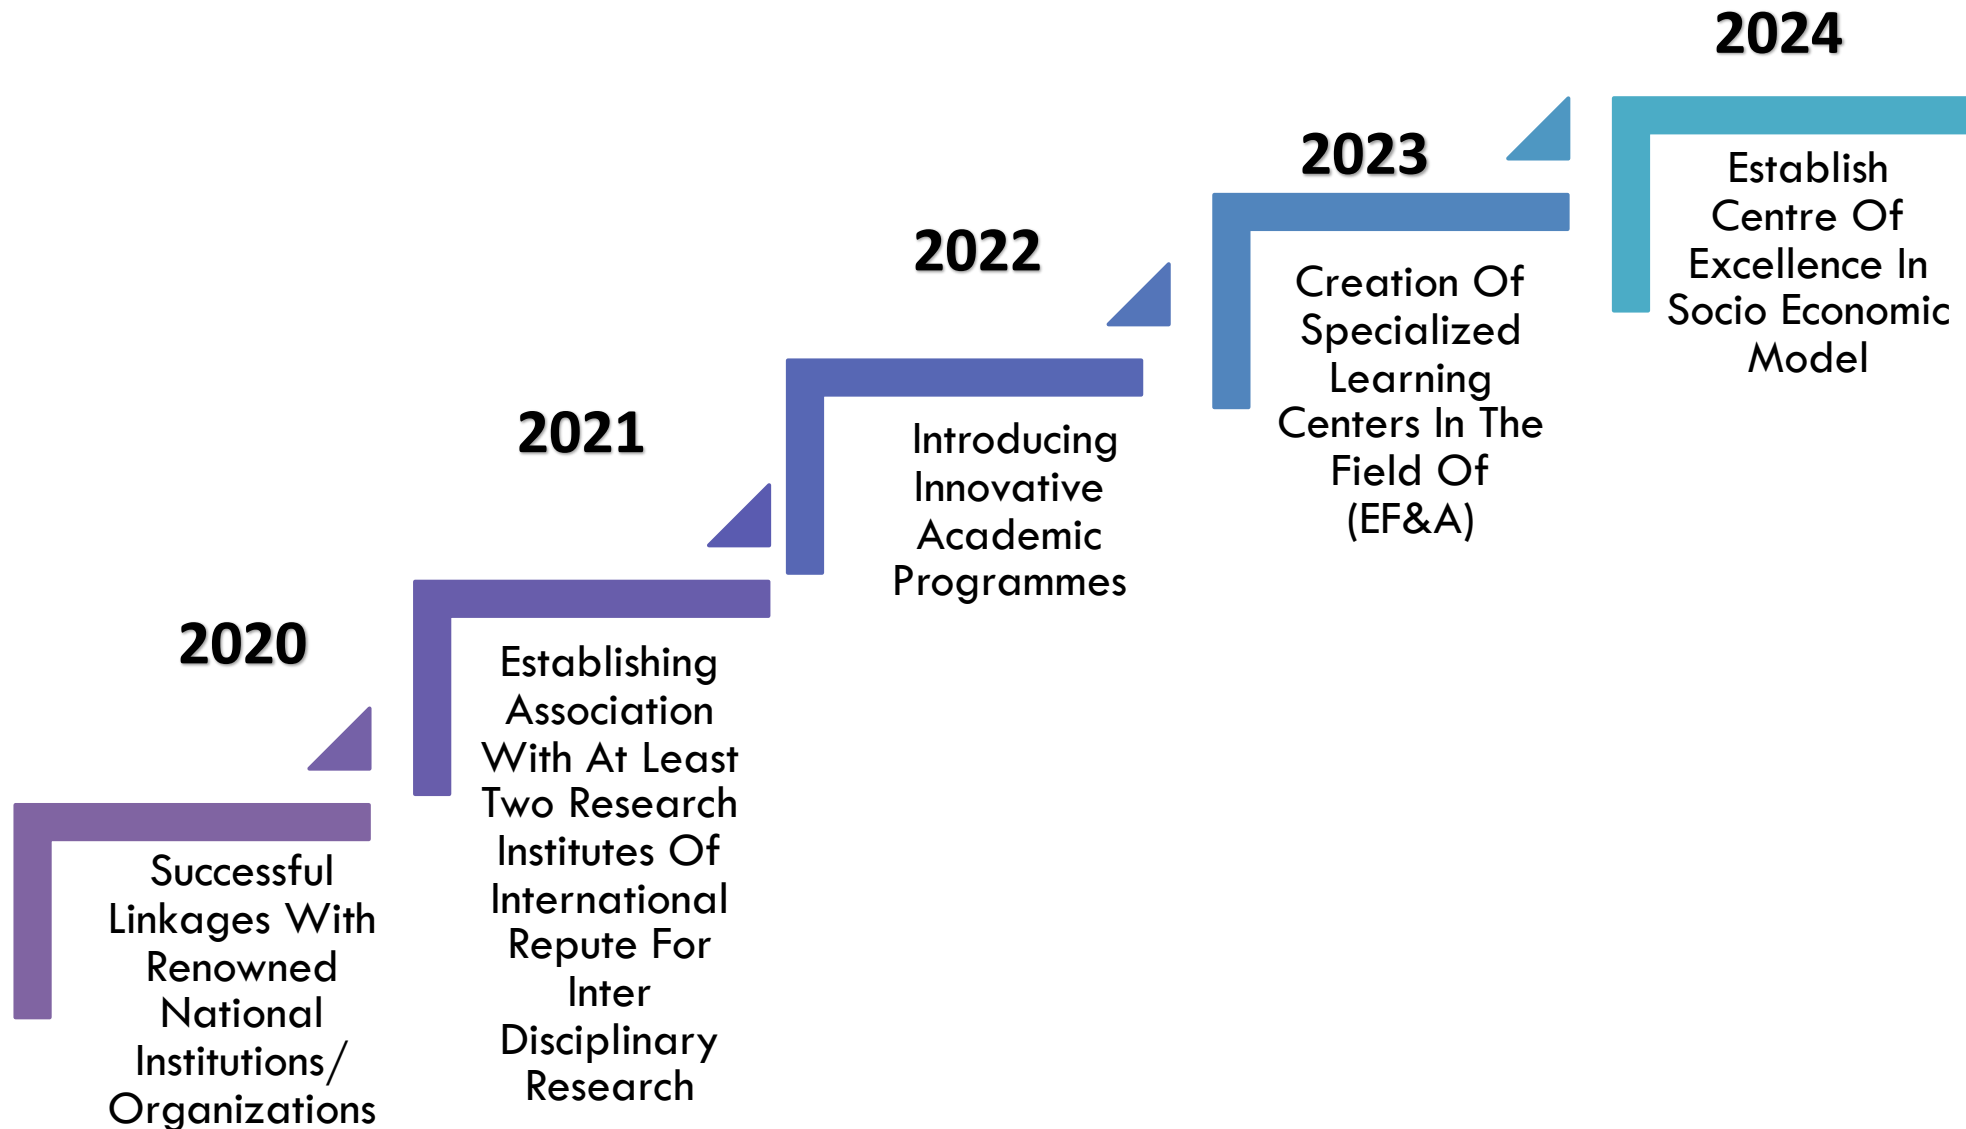 2020
Successful
Linkages With
Renowned
National
Institutions/
Organizations
2021
Establishing
Association
With At Least
Two Research
Institutes Of
International
Repute For
Inter
Disciplinary
Research
2022
Introducing
Innovative
Academic
Programmes
2023
Creation Of
Specialized
Learning
Centers In The
Field Of
(EF&A)
2024
Establish
Centre Of
Excellence In
Socio Economic
Model